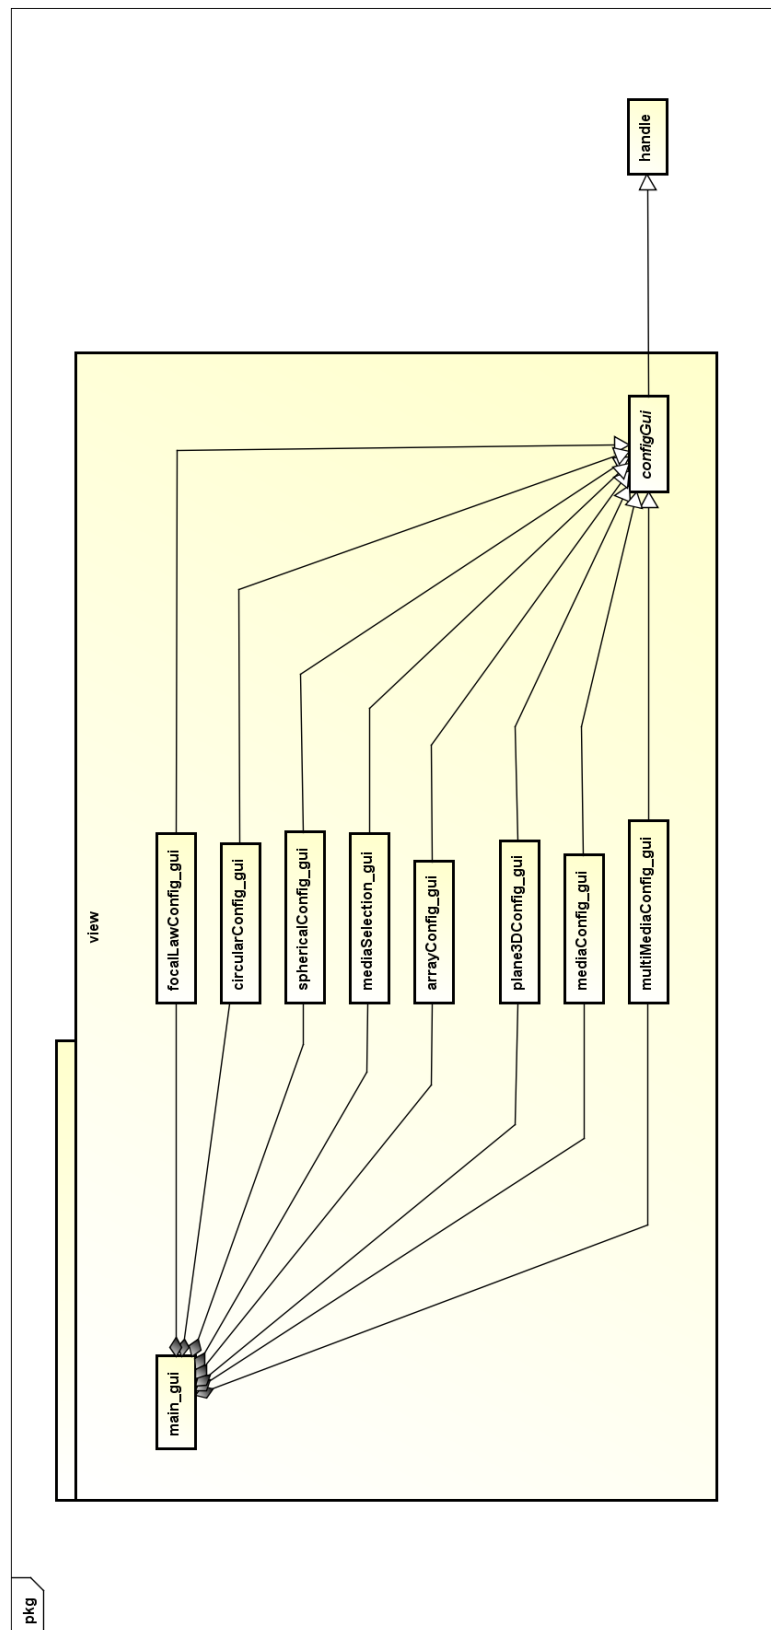 pkg
view
main_gui
focalLawConfig_gui
circularConfig_gui
sphericalConfig_gui
mediaSelection_gui
arrayConfig_gui
plane3DConfig_gui
mediaConfig_gui
multiMediaConfig_gui
configGui
handle